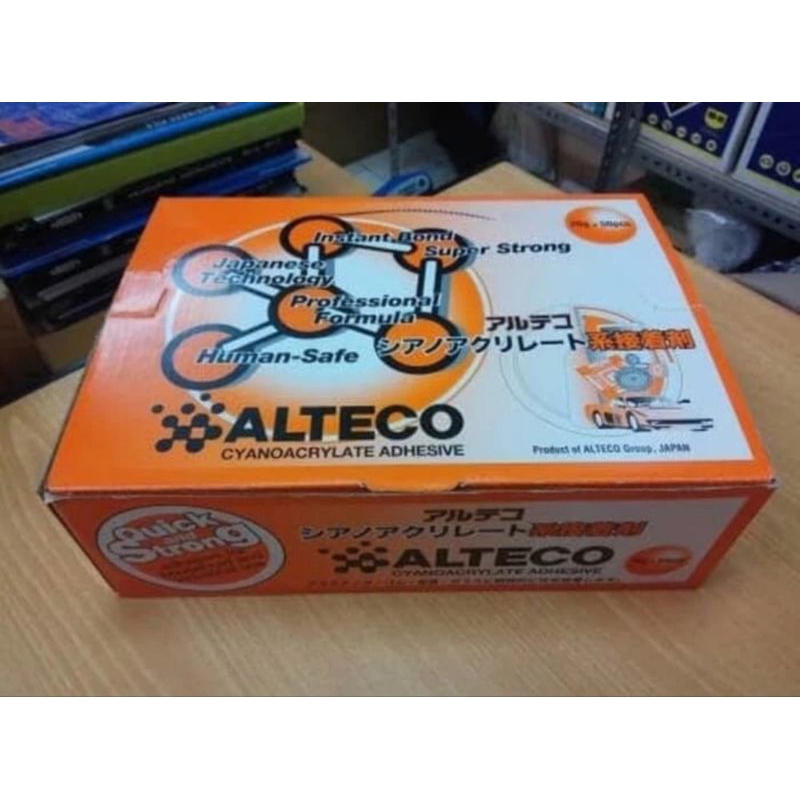 Instant Bond
Super Strong
Japanese
Technology
Professional
Formula
Human-Safe
アルテコ
シアノアクリレート系接着剤
ALTECO
CYANOACRYLATE ADHESIVE
Product of ALTECO Group, JAPAN
Quick
and
Strong
アルテコ
シアノアクリレート系接着剤
ALTECO
CYANOACRYLATE ADHESIVE